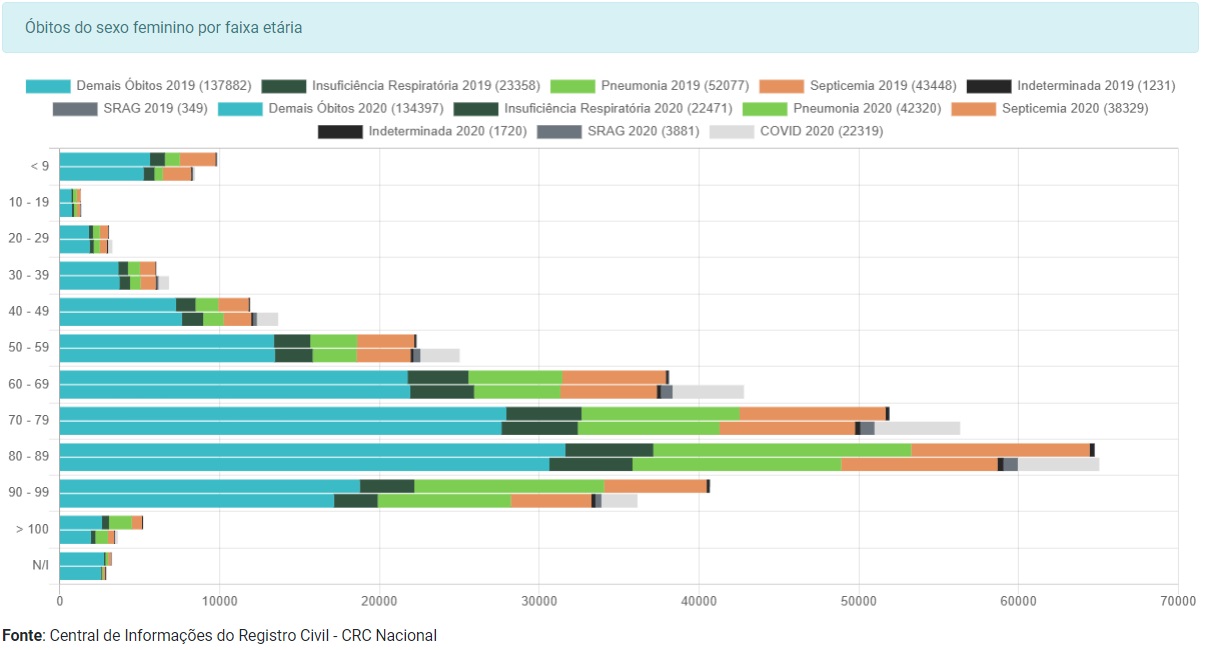 Óbitos do sexo feminino por faixa etária
Demais Óbitos 2019 (137882) Insuficiência Respiratória 2019 (23358) Pneumonia 2019 (52077) Septicemia 2019 (43448) Indeterminada 2019 (1231)
SRAG 2019 (349) Demais Óbitos 2020 (134397) Insuficiência Respiratória 2020 (22471) Pneumonia 2020 (42320) Septicemia 2020 (38329)
Indeterminada 2020 (1720) SRAG 2020 (3881) COVID 2020 (22319)
< 9
10 - 19
20 - 29
30 - 39
40 - 49
50 - 59
60 - 69
70 - 79
80 - 89
90 - 99
> 100
N/I
0 10000 20000 30000 40000 50000 60000 70000
Fonte: Central de Informações do Registro Civil - CRC Nacional